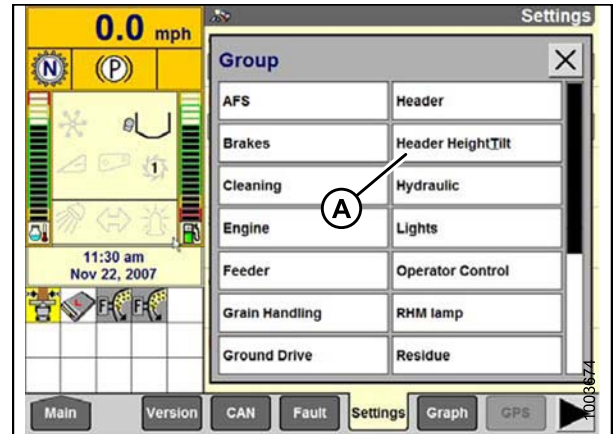 0.0 mph
Settings
N
(P)
Group
AFS
Header
Brakes
Header HeightTilt
Cleaning
Hydraulic
A
1
Engine
Lights
11:30 am
Nov 22, 2007
Feeder
Operator Control
Grain Handling
RHM lamp
Ground Drive
Residue
L
F
F
Main
Version
CAN
Fault
Settings
Graph
GPS
1003674